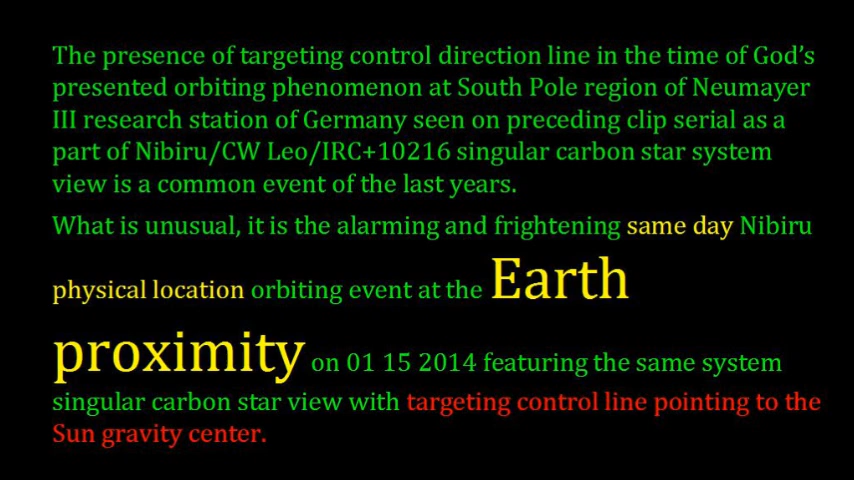 The presence of targeting control direction line in the time of God’s
presented orbiting phenomenon at South Pole region of Neumayer
III research station of Germany seen on preceding clip serial as a
part of Nibiru/CW Leo/IRC+10216 singular carbon star system
view is a common event of the last years.
What is unusual, it is the alarming and frightening same day Nibiru
physical location orbiting event at the Earth
proximity on 01 15 2014 featuring the same system
singular carbon star view with targeting control line pointing to the
Sun gravity center.